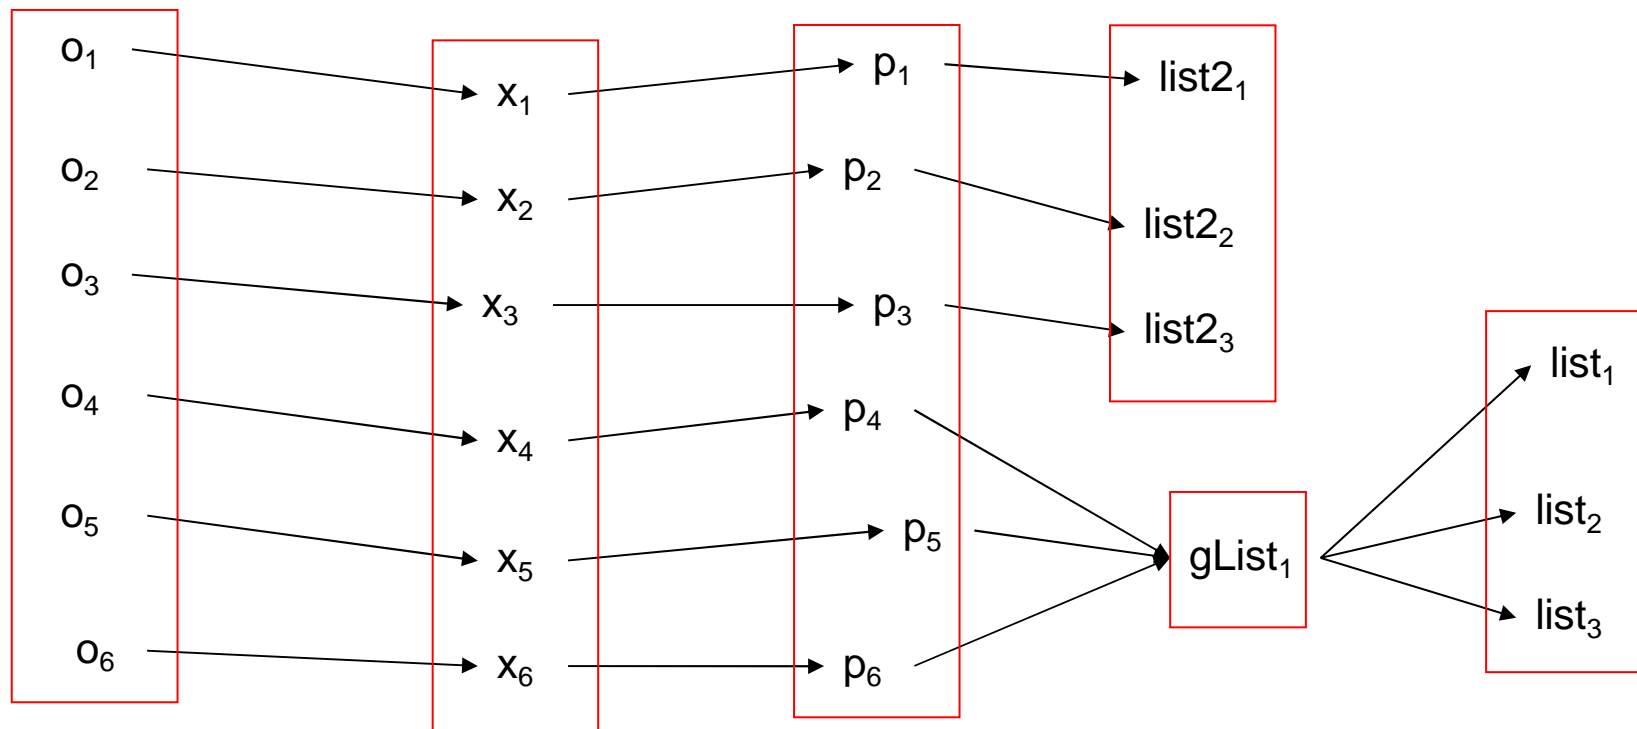 o₁
o₂
o₃
o₄
o₅
o₆
x₁
x₂
x₃
x₄
x₅
x₆
p₁
p₂
p₃
p₄
p₅
p₆
list2₁
list2₂
list2₃
gList₁
list₁
list₂
list₃